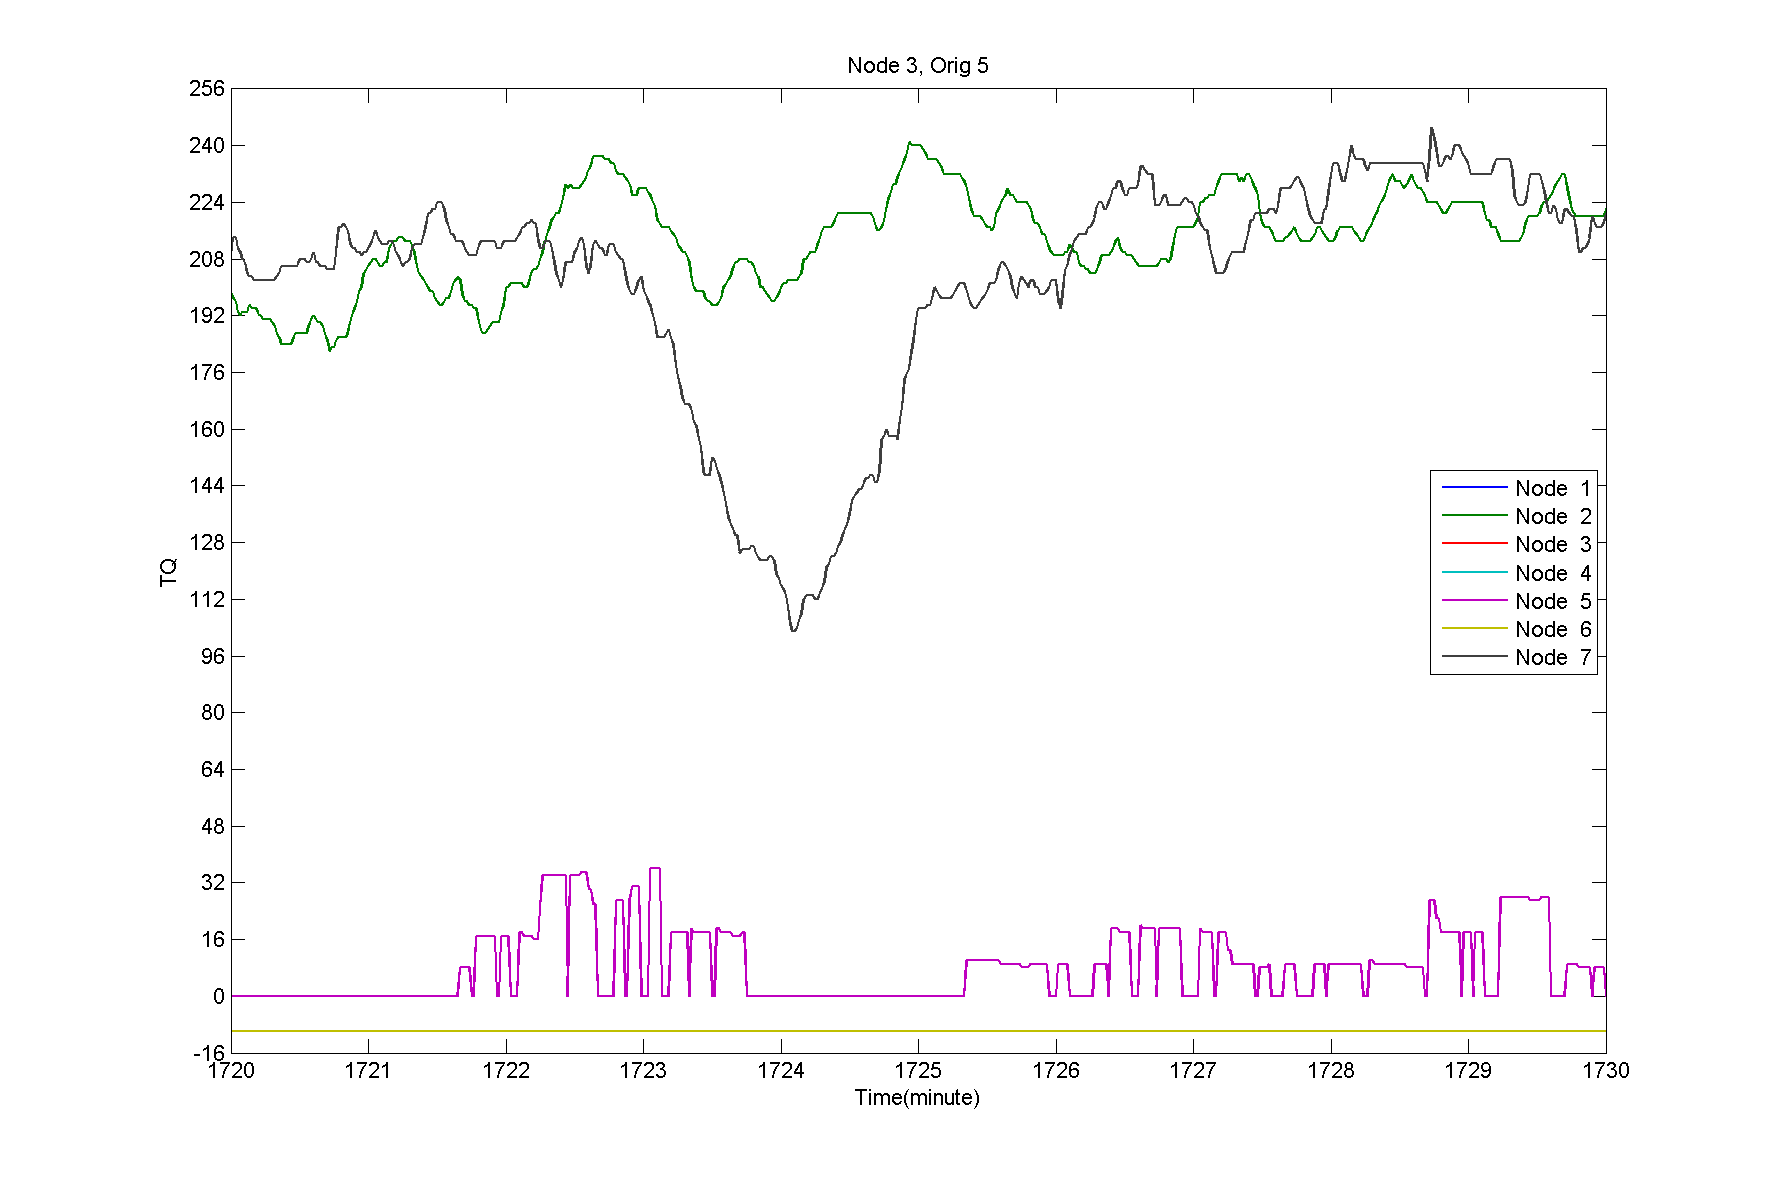 Node 3, Orig 5
256
240
224
208
192
176
160
144
128
112
96
80
64
48
32
16
0
-16
TQ
Node 1
Node 2
Node 3
Node 4
Node 5
Node 6
Node 7
1720 1721 1722 1723 1724 1725 1726 1727 1728 1729 1730
Time(minute)